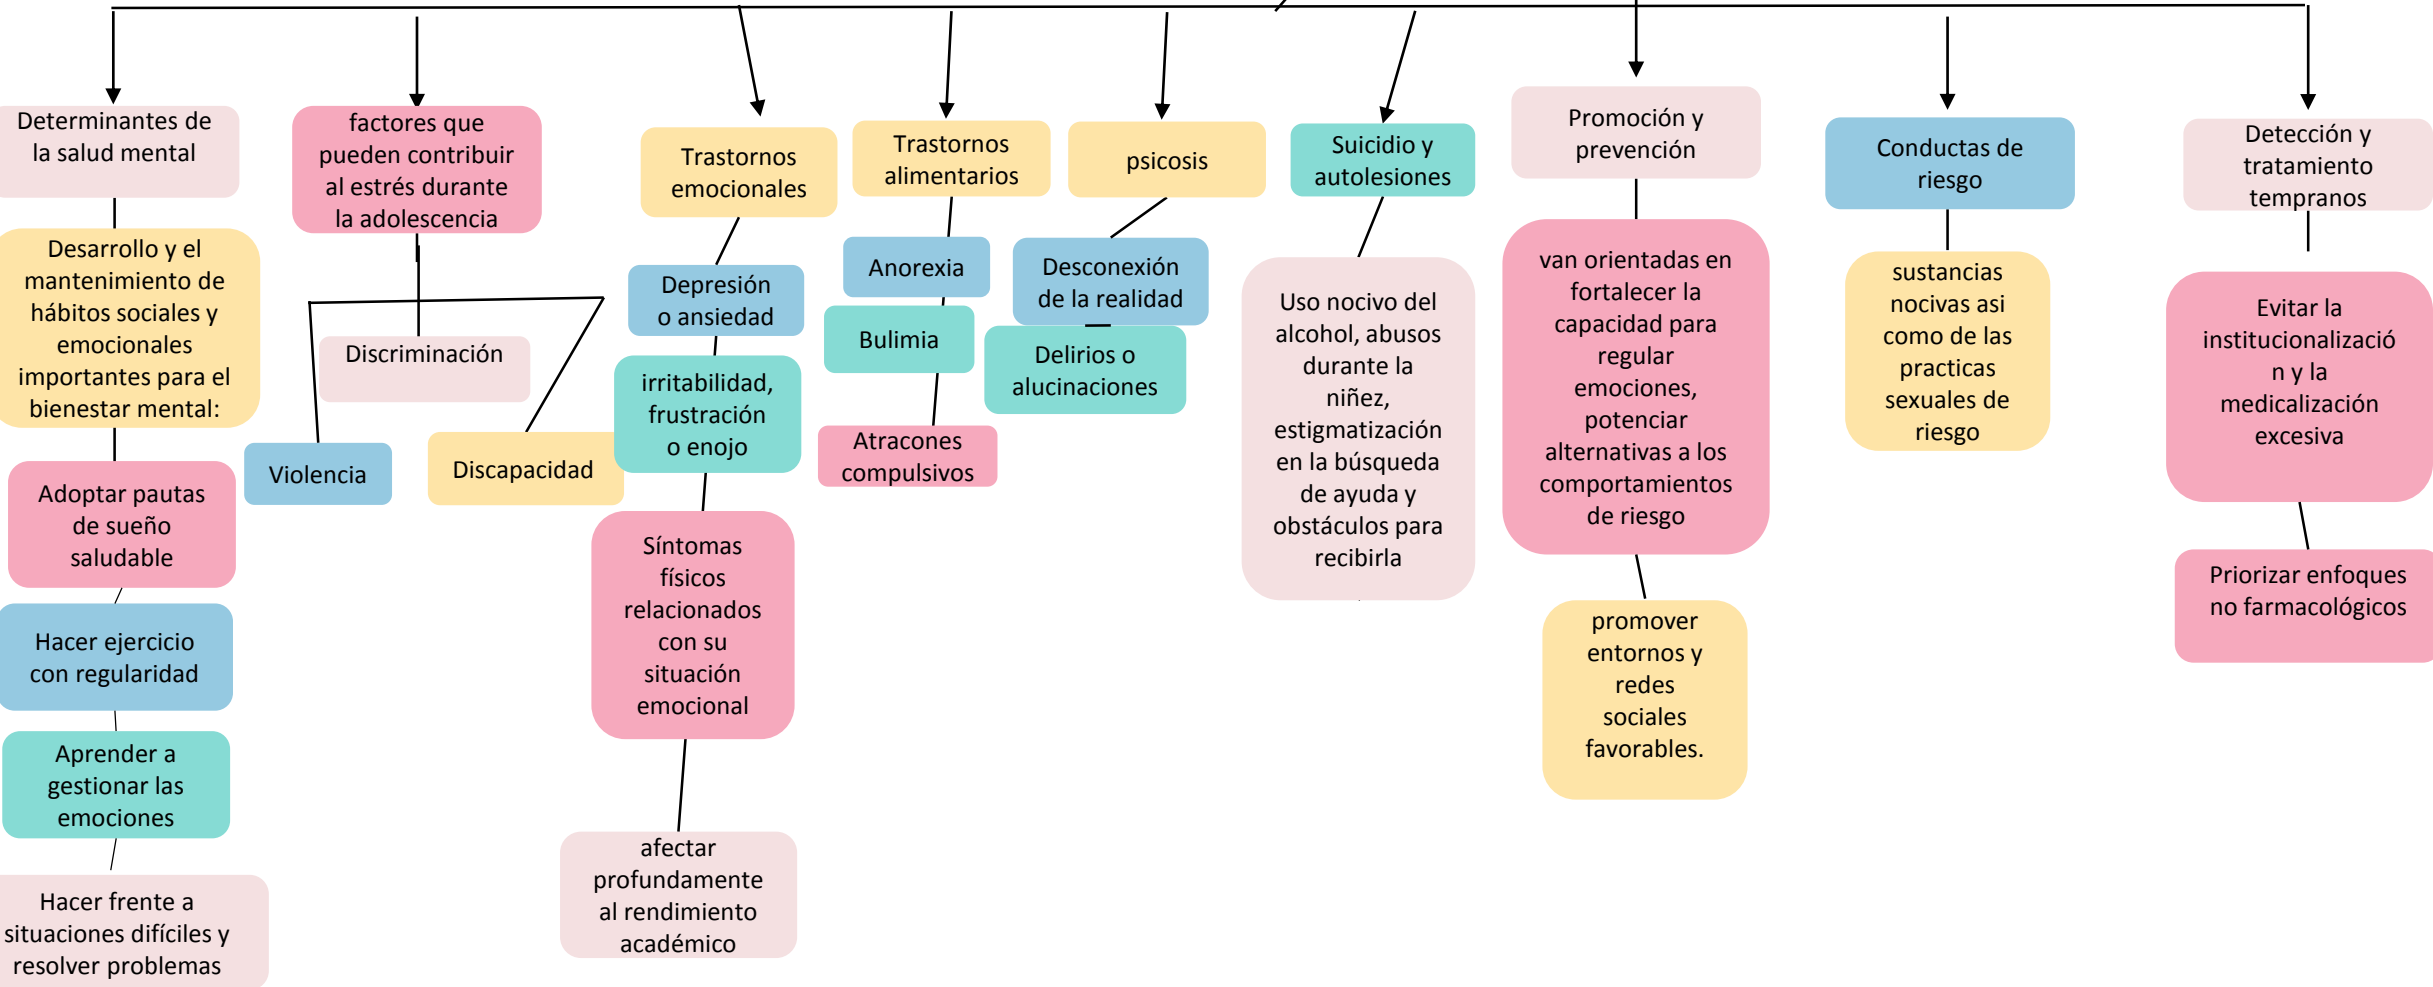 Determinantes de
la salud mental
Desarrollo y el
mantenimiento de
hábitos sociales y
emocionales
importantes para el
bienestar mental:
Adoptar pautas
de sueño
saludable
Hacer ejercicio
con regularidad
Aprender a
gestionar las
emociones
Hacer frente a
situaciones difíciles y
resolver problemas
factores que
pueden contribuir
al estrés durante
la adolescencia
Discriminación
Violencia
Discapacidad
Trastornos
emocionales
Depresión
o ansiedad
irritabilidad,
frustración
o enojo
Síntomas
físicos
relacionados
con su
situación
emocional
afectar
profundamente
al rendimiento
académico
Trastornos
alimentarios
Anorexia
Bulimia
Atracones
compulsivos
psicosis
Desconexión
de la realidad
Delirios o
alucinaciones
Suicidio y
autolesiones
Uso nocivo del
alcohol, abusos
durante la
niñez,
estigmatización
en la búsqueda
de ayuda y
obstáculos para
recibirla
Promoción y
prevención
van orientadas en
fortalecer la
capacidad para
regular
emociones,
potenciar
alternativas a los
comportamientos
de riesgo
promover
entornos y
redes
sociales
favorables.
Conductas de
riesgo
sustancias
nocivas asi
como de las
practicas
sexuales de
riesgo
Detección y
tratamiento
tempranos
Evitar la
institucionalizació
n y la
medicalización
excesiva
Priorizar enfoques
no farmacológicos